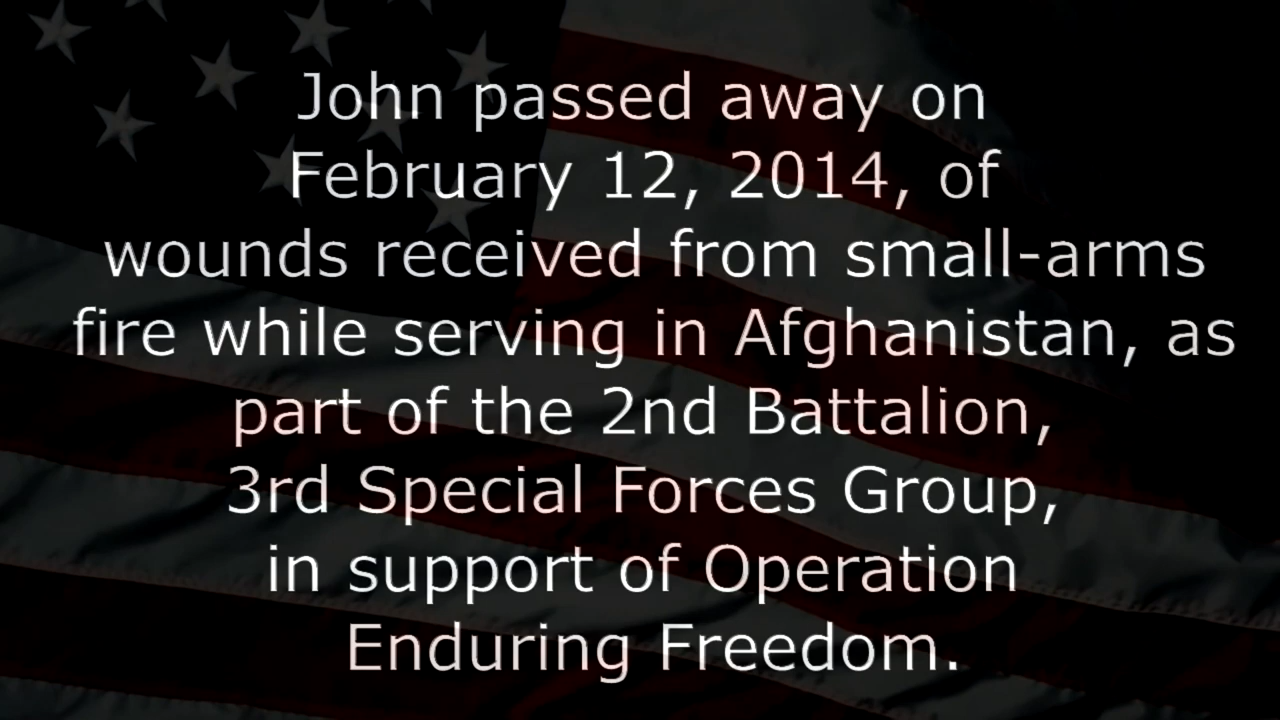 John passed away on
February 12, 2014, of
wounds received from small-arms
fire while serving in Afghanistan, as
part of the 2nd Battalion,
3rd Special Forces Group,
in support of Operation
Enduring Freedom.